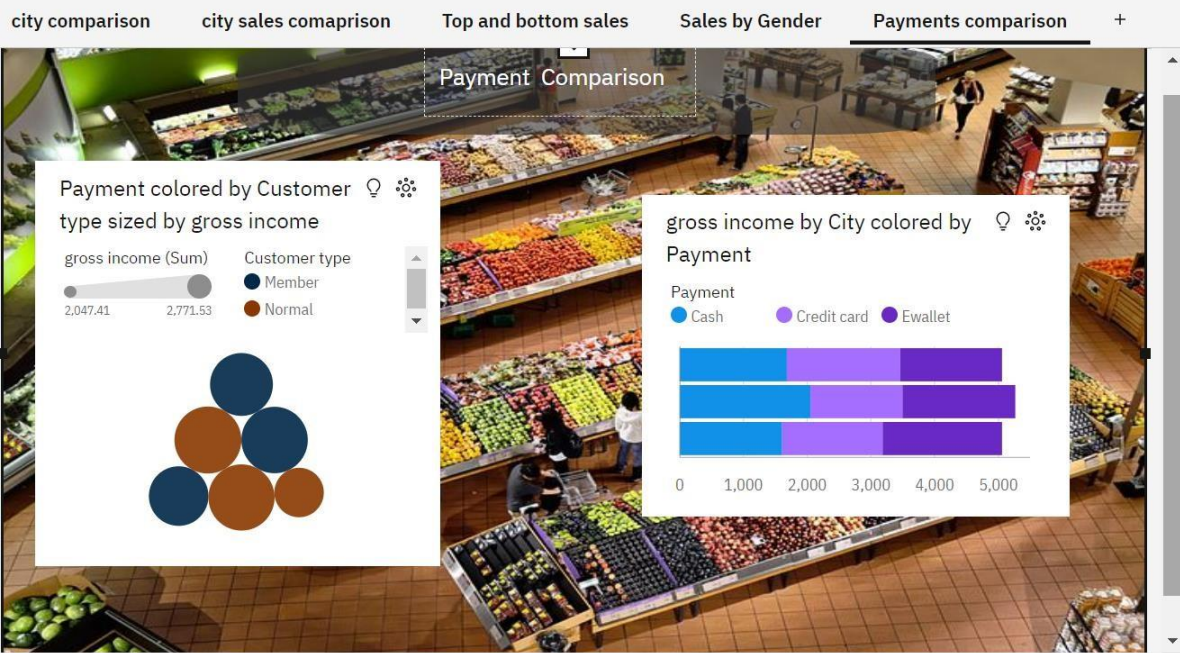 city comparison
city sales comaprison
Top and bottom sales
Sales by Gender
Payments comparison
+
Payment Comparison
Payment colored by Customer
type sized by gross income
gross income (Sum)
2,047.41
2,771.53
Customer type
Member
Normal
gross income by City colored by
Payment
Payment
Cash
Credit card
Ewallet
0
1,000
2,000
3,000
4,000
5,000